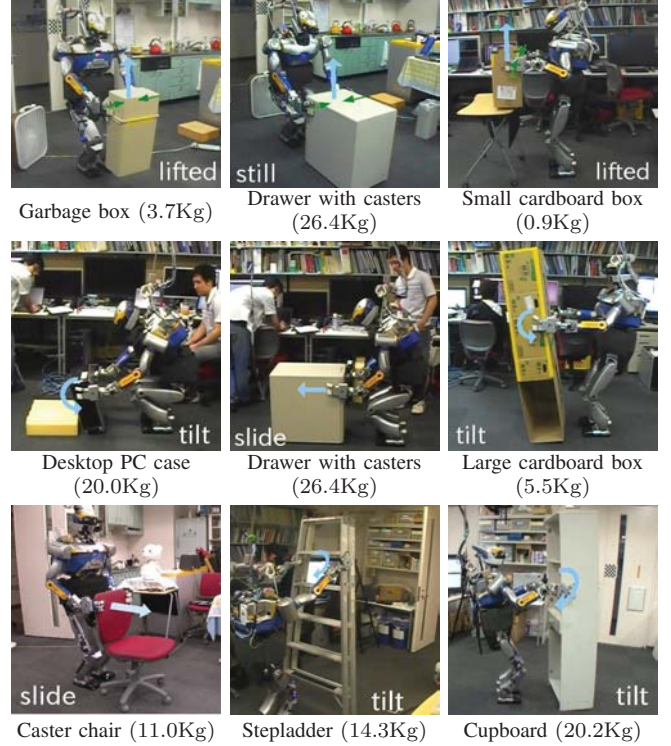 lifted
still
lifted
Garbage box (3.7Kg)
Drawer with casters
(26.4Kg)
Small cardboard box
(0.9Kg)
tilt
slide
tilt
Desktop PC case
(20.0Kg)
Drawer with casters
(26.4Kg)
Large cardboard box
(5.5Kg)
slide
tilt
tilt
Caster chair (11.0Kg)
Stepladder (14.3Kg)
Cupboard (20.2Kg)